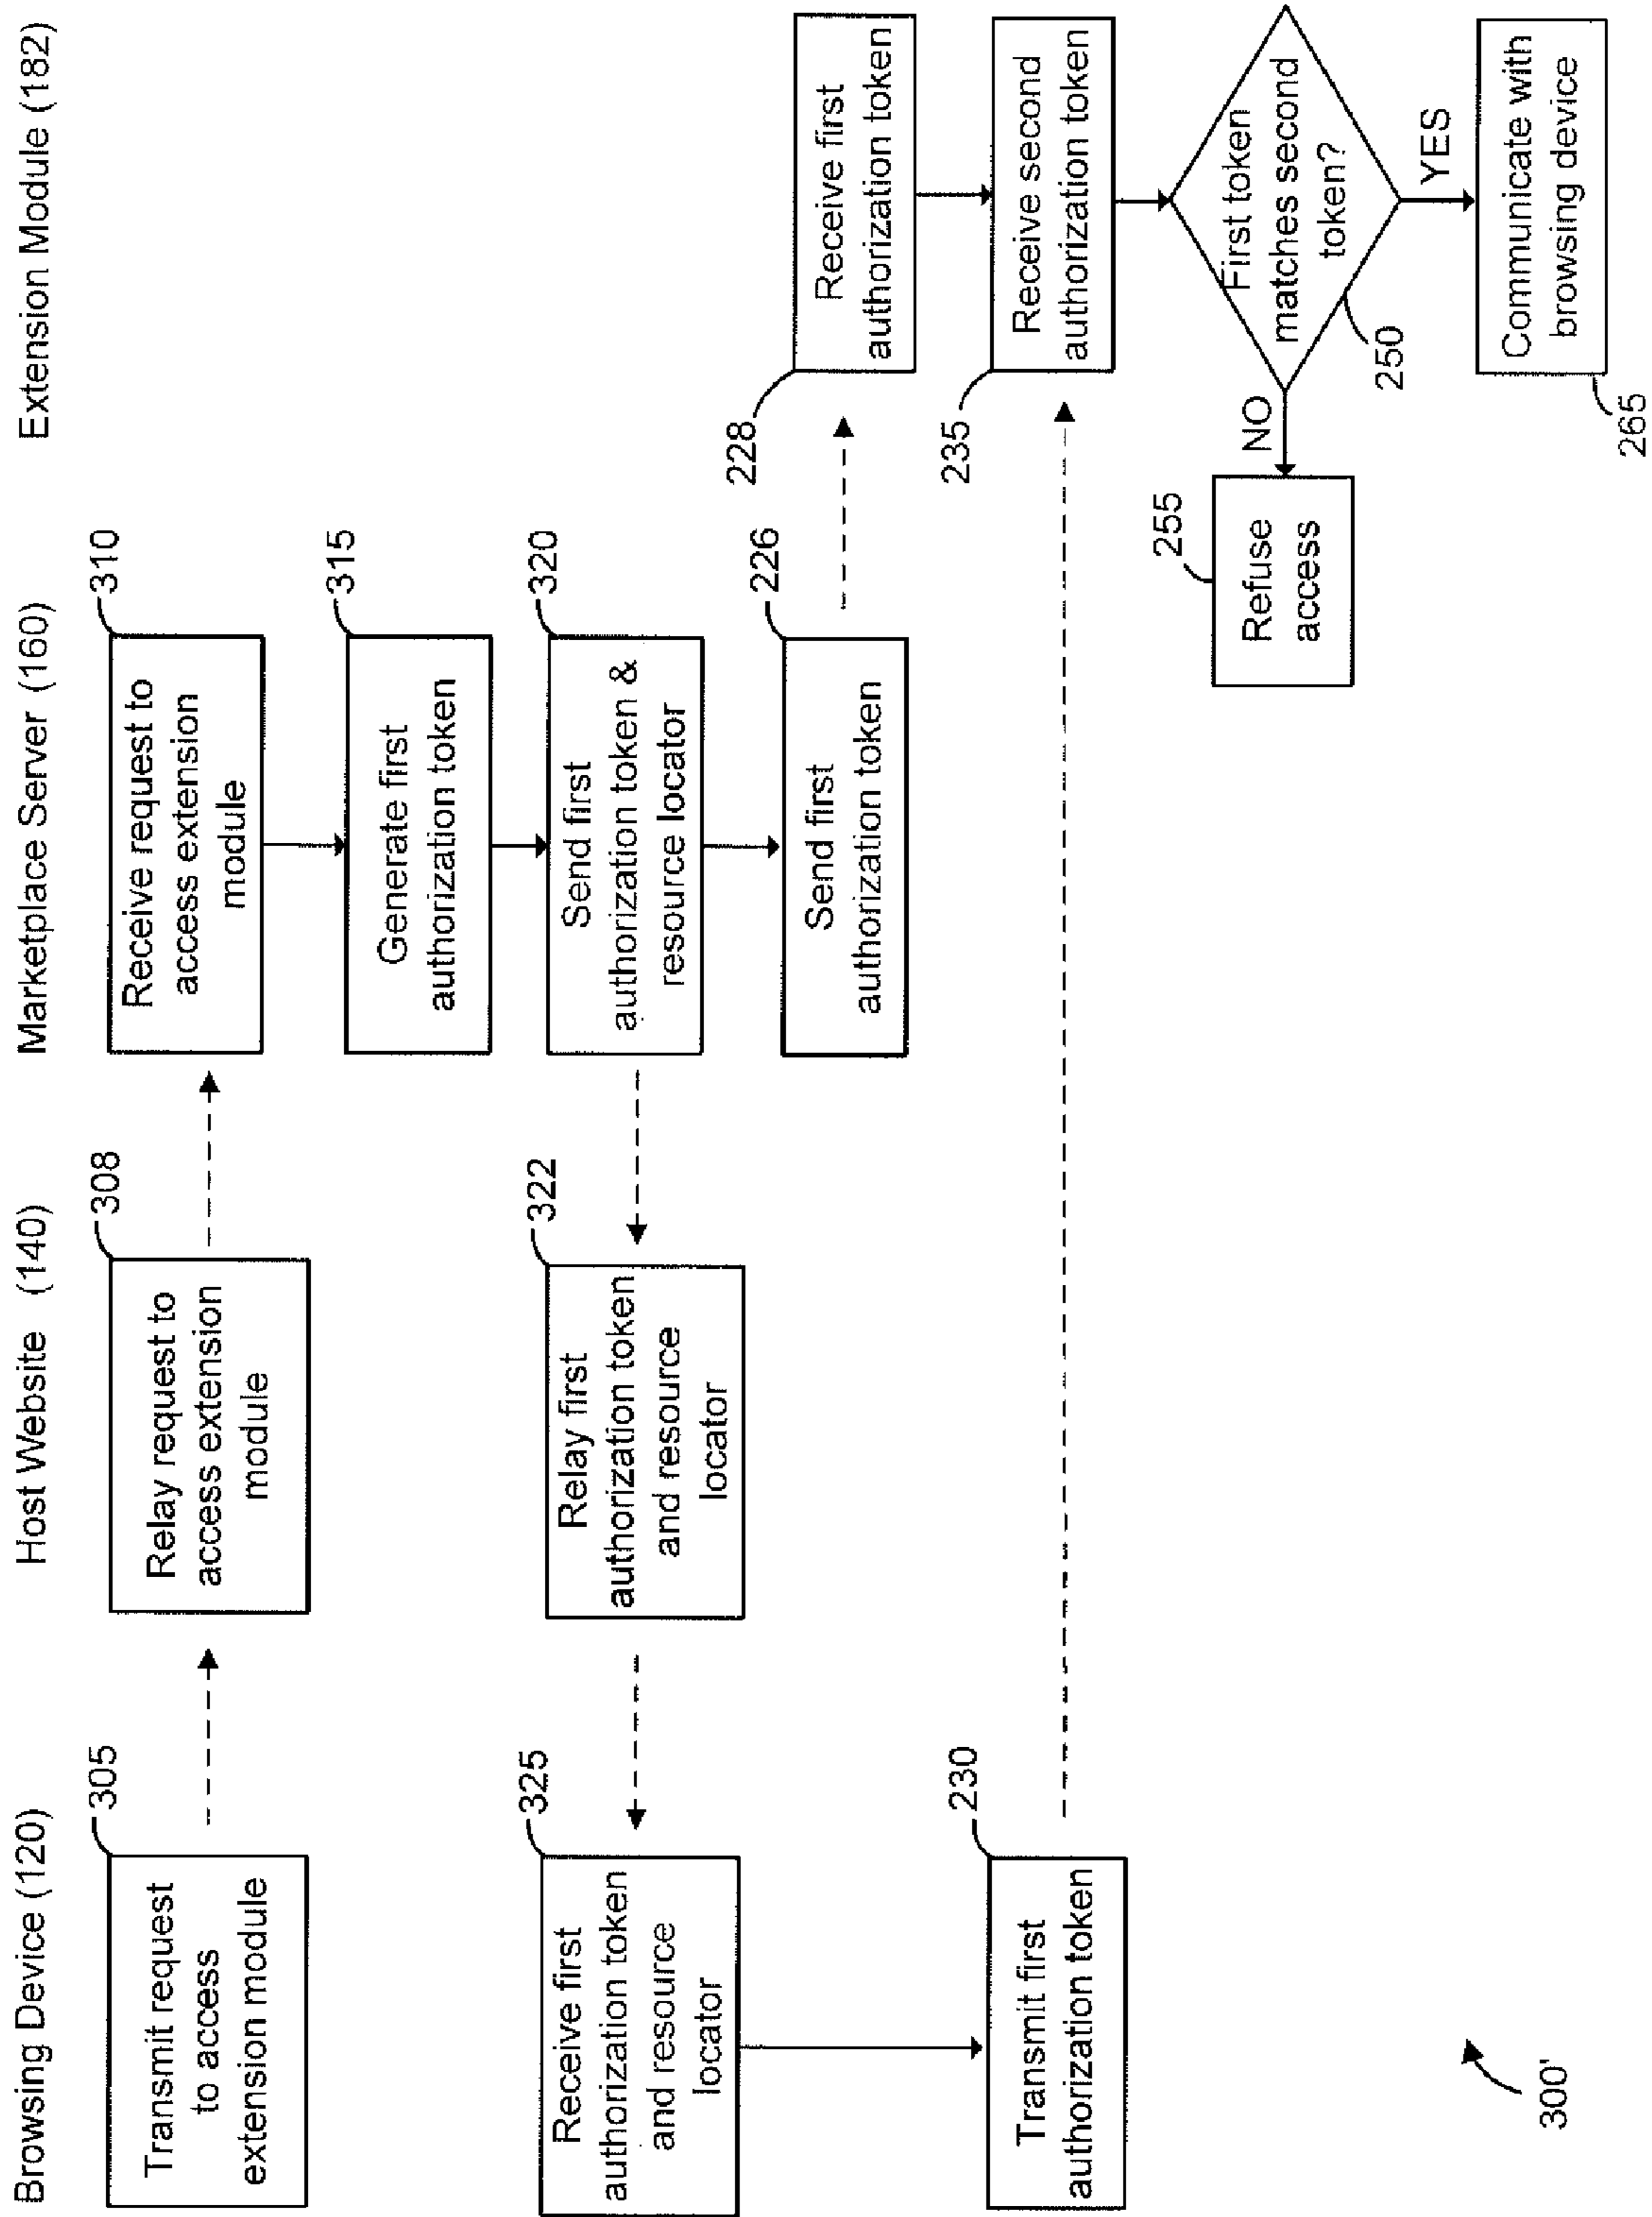 Browsing Device (120)
Host Website (140)
Marketplace Server (160)
Extension Module (182)
305
Transmit request
to access
extension module
308
Relay request to
access extension
module
310
Receive request to
access extension
module
315
Generate first
authorization token
320
Send first
authorization token &
resource locator
322
Relay first
authorization token
and resource
locator
325
Receive first
authorization token
and resource
locator
226
Send first
authorization token
228
Receive first
authorization token
230
Transmit first
authorization token
235
Receive second
authorization token
First token
matches second
token?
250
NO
255
Refuse
access
YES
Communicate with
browsing device
265
300'